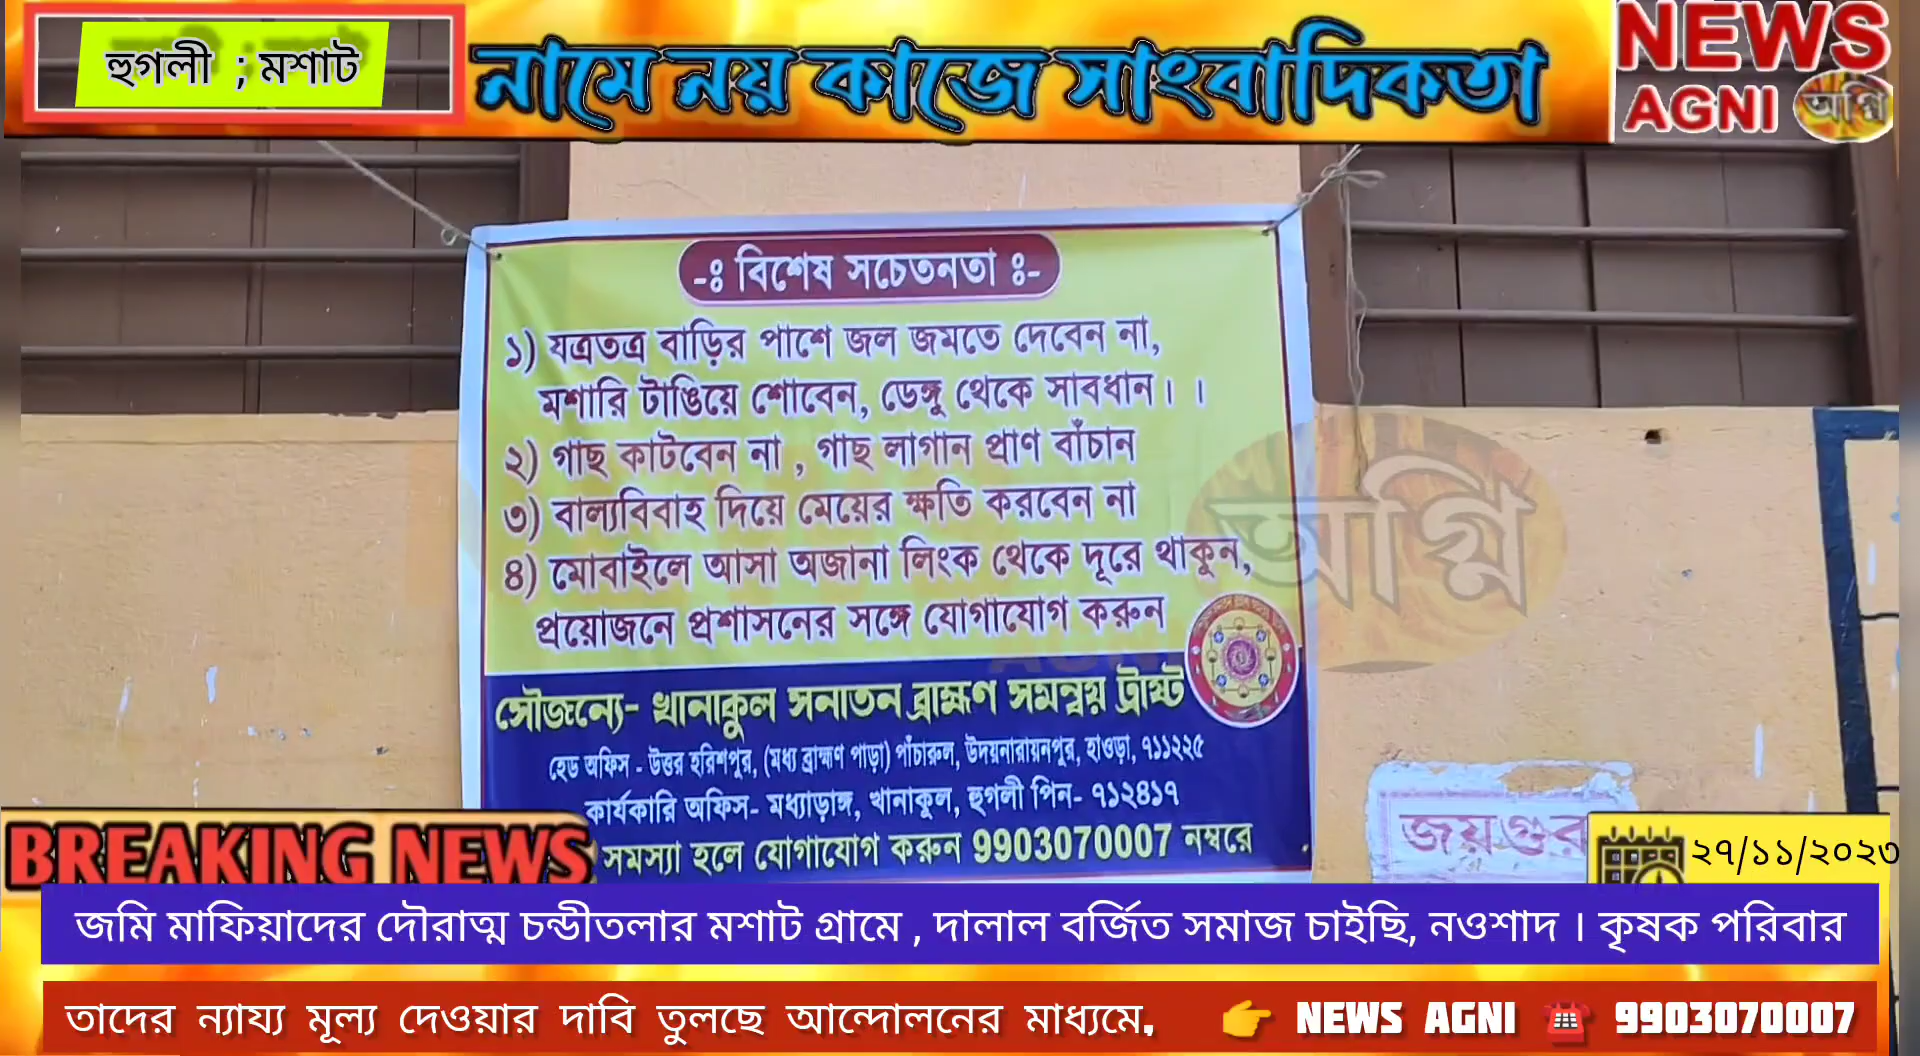 হুগলী ; মশাট
নামে নয় কাজে সাংবাদিকতা
NEWS
AGNI অগ্নি
-ঃ বিশেষ সচেতনতা ঃ-
১) যত্রতত্র বাড়ির পাশে জল জমতে দেবেন না,
মশারি টাঙিয়ে শোবেন, ডেঙ্গু থেকে সাবধান। ।
২) গাছ কাটবেন না , গাছ লাগান প্রাণ বাঁচান
৩) বাল্যবিবাহ দিয়ে মেয়ের ক্ষতি করবেন না
৪) মোবাইলে আসা অজানা লিংক থেকে দূরে থাকুন,
প্রয়োজনে প্রশাসনের সঙ্গে যোগাযোগ করুন
অগ্নি
সৌজন্যে- খানাকুল সনাতন ব্রাহ্মণ সমন্বয় ট্রাস্ট
হেড অফিস - উত্তর হরিশপুর, (মধ্য ব্রাহ্মণ পাড়া) পাঁচারুল, উদয়নারায়নপুর, হাওড়া, ৭১১২২৫
কার্যকারি অফিস- মধ্যাড়াঙ্গ, খানাকুল, হুগলী পিন- ৭১২৪১৭
সমস্যা হলে যোগাযোগ করুন 9903070007 নম্বরে
জয়গুর
BREAKING NEWS
২৭/১১/২০২৩
জমি মাফিয়াদের দৌরাত্ম চন্ডীতলার মশাট গ্রামে , দালাল বর্জিত সমাজ চাইছি, নওশাদ । কৃষক পরিবার
তাদের ন্যায্য মূল্য দেওয়ার দাবি তুলছে আন্দোলনের মাধ্যমে, 👉 NEWS AGNI ☎️ 9903070007